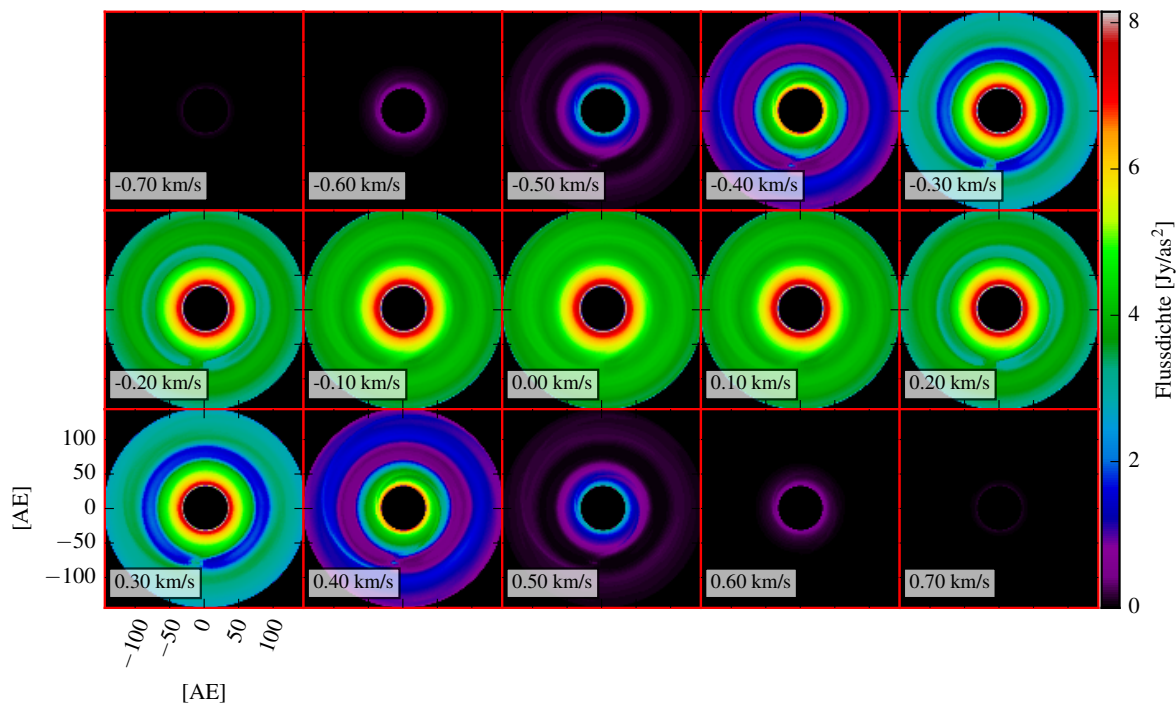 -0.70 km/s
-0.60 km/s
-0.50 km/s
-0.40 km/s
-0.30 km/s
-0.20 km/s
-0.10 km/s
0.00 km/s
0.10 km/s
0.20 km/s
0.30 km/s
0.40 km/s
0.50 km/s
0.60 km/s
0.70 km/s
100
50
0
−50
−100
[AE]
−100
−50
0
50
100
[AE]
8
6
4
2
0
Flussdichte [Jy/as²]